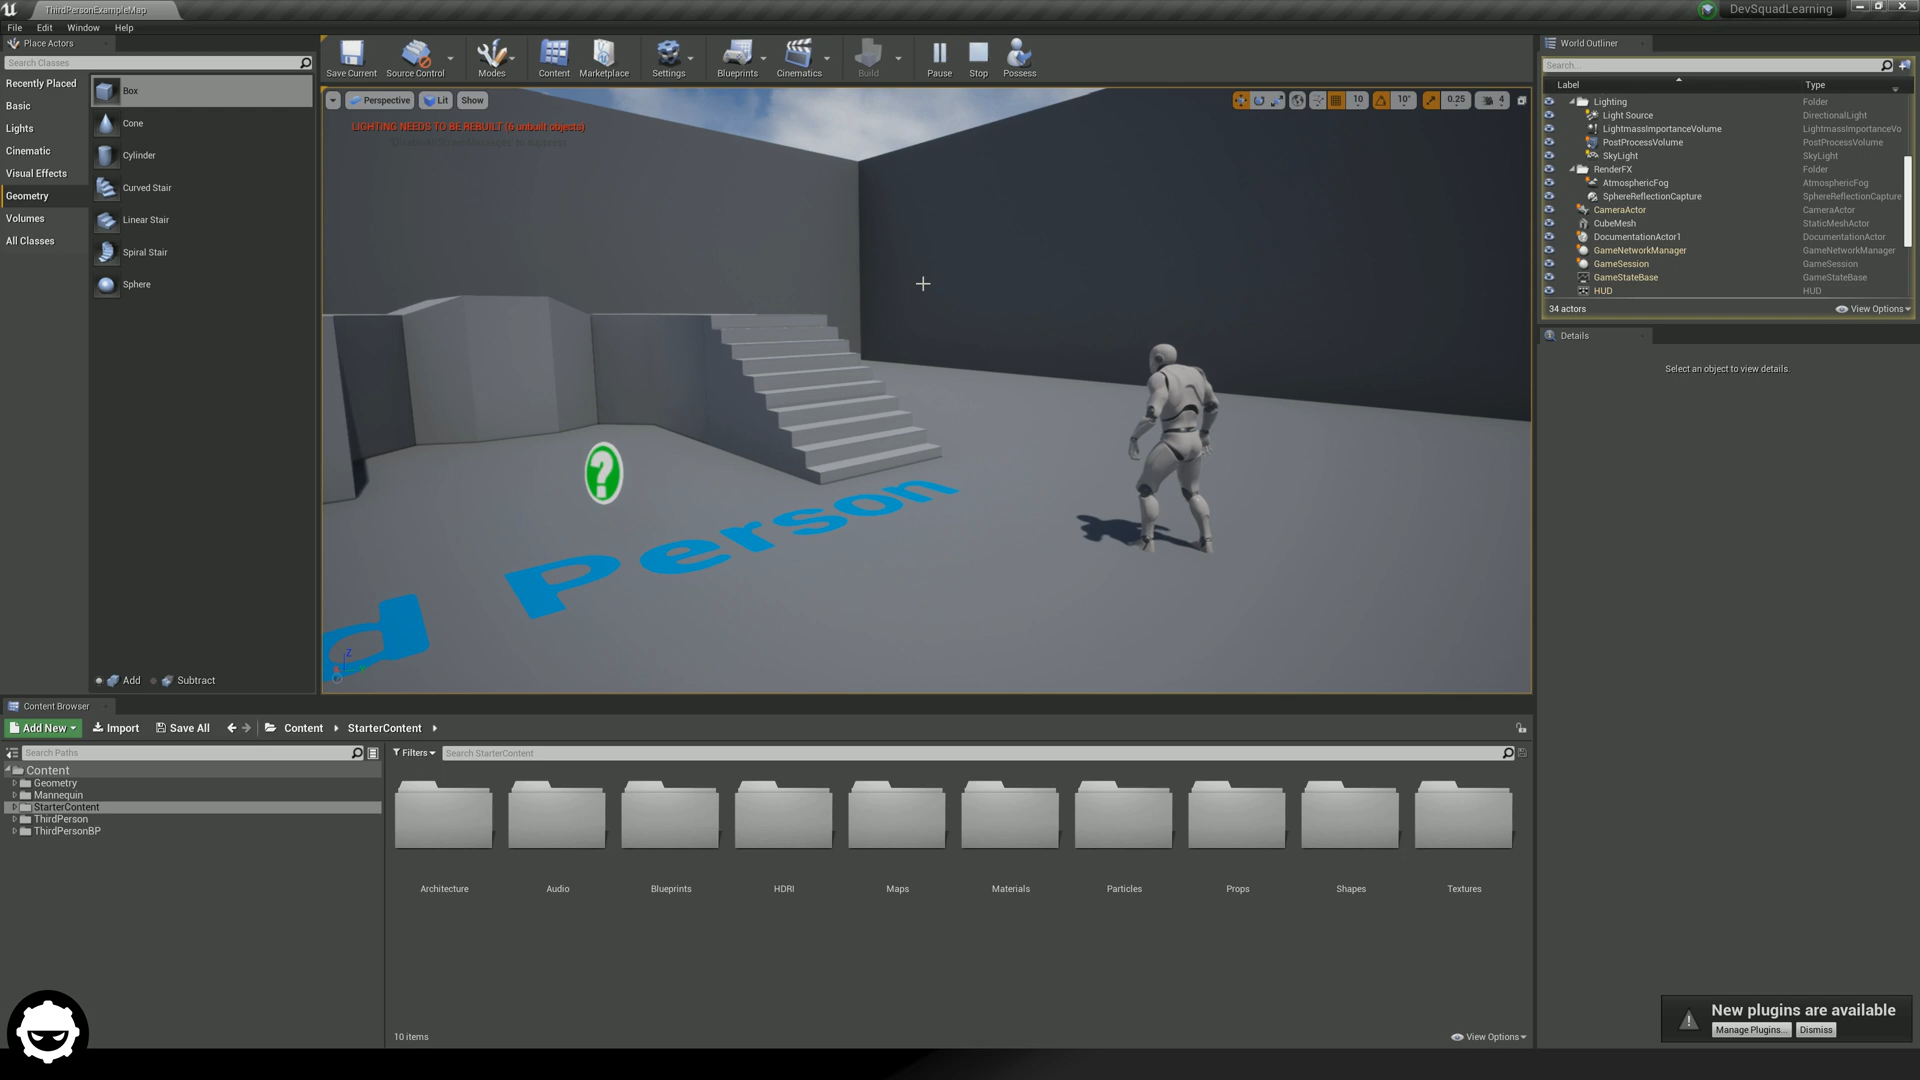 ThirdPersonExampleMap
DevSquadLearning
File Edit Window Help
Place Actors
Search Classes
Recently Placed
Basic
Lights
Cinematic
Visual Effects
Geometry
Volumes
All Classes
Box
Cone
Cylinder
Curved Stair
Linear Stair
Spiral Stair
Sphere
Add Subtract
Save Current Source Control Modes Content Marketplace Settings Blueprints Cinematics Build Pause Stop Possess
Perspective Lit Show
10 10° 0.25 4
LIGHTING NEEDS TO BE REBUILT (6 unbuilt objects)
'DisableAllScreenMessages' to suppress
?
d Person
Z
World Outliner
Search...
Label Type
Lighting Folder
Light Source DirectionalLight
LightmassImportanceVolume LightmassImportanceVo
PostProcessVolume PostProcessVolume
SkyLight SkyLight
RenderFX Folder
AtmosphericFog AtmosphericFog
SphereReflectionCapture SphereReflectionCapture
CameraActor CameraActor
CubeMesh StaticMeshActor
DocumentationActor1 DocumentationActor
GameNetworkManager GameNetworkManager
GameSession GameSession
GameStateBase GameStateBase
HUD HUD
34 actors View Options
Details
Select an object to view details.
Content Browser
Add New Import Save All Content StarterContent
Search Paths
Filters Search StarterContent
Content
Geometry
Mannequin
StarterContent
ThirdPerson
ThirdPersonBP
Architecture Audio Blueprints HDRI Maps Materials Particles Props Shapes Textures
10 items View Options
New plugins are available
Manage Plugins... Dismiss